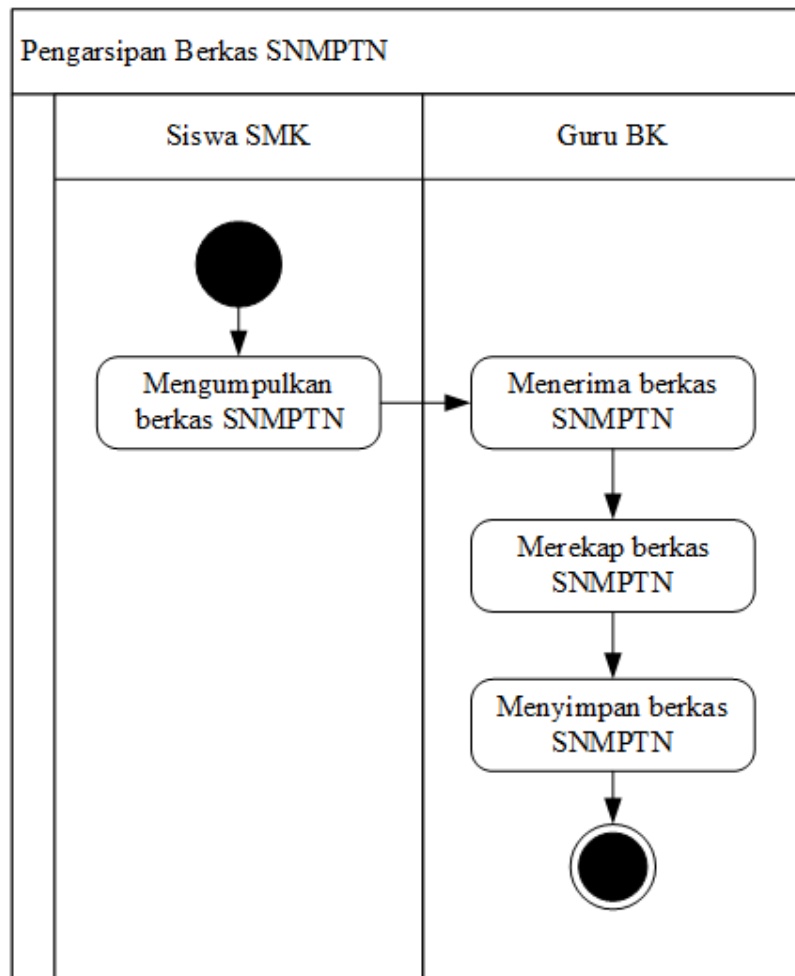 Pengarsipan Berkas SNMPTN
Siswa SMK
Guru BK
Mengumpulkan
berkas SNMPTN
Menerima berkas
SNMPTN
Merekap berkas
SNMPTN
Menyimpan berkas
SNMPTN